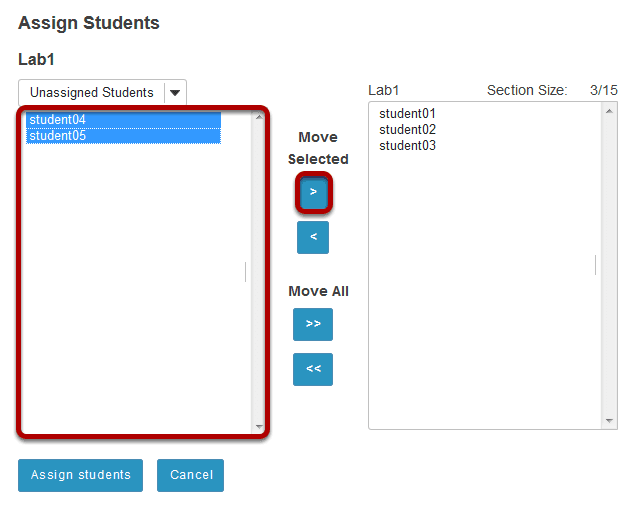 Assign Students
Lab1
Unassigned Students
student04
student05
Move
Selected
>
<
Move All
>>
<<
Lab1 Section Size: 3/15
student01
student02
student03
Assign students
Cancel